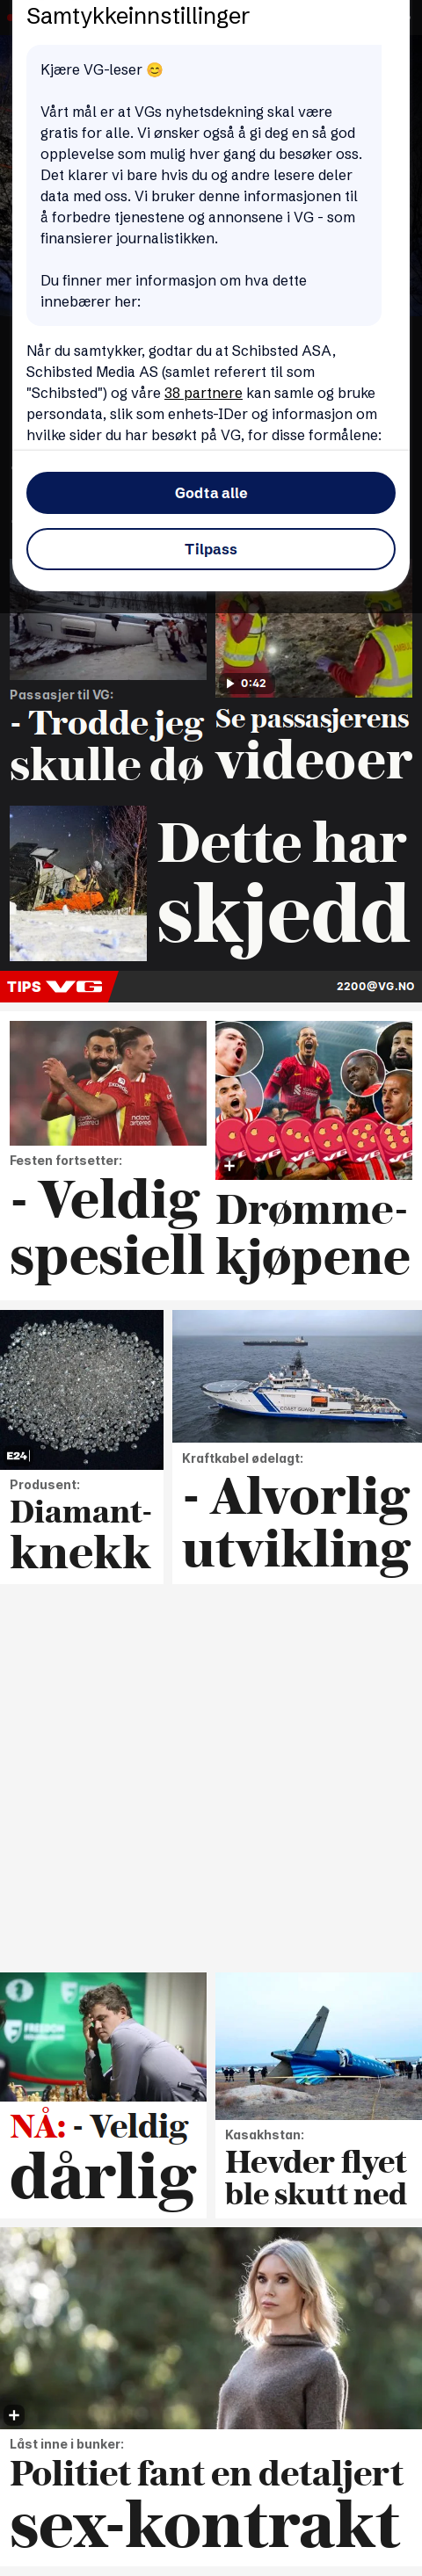 Samtykkeinnstillinger
Kjære VG-leser 😊
Vårt mål er at VGs nyhetsdekning skal være
gratis for alle. Vi ønsker også å gi deg en så god
opplevelse som mulig hver gang du besøker oss.
Det klarer vi bare hvis du og andre lesere deler
data med oss. Vi bruker denne informasjonen til
å forbedre tjenestene og annonsene i VG - som
finansierer journalistikken.
Du finner mer informasjon om hva dette
innebærer her:
Når du samtykker, godtar du at Schibsted ASA,
Schibsted Media AS (samlet referert til som
"Schibsted") og våre 38 partnere kan samle og bruke
persondata, slik som enhets-IDer og informasjon om
hvilke sider du har besøkt på VG, for disse formålene:
Godta alle
Tilpass
0:42
Passasjer til VG:
- Trodde jeg
skulle dø
Se passasjerens
videoer
Dette har
skjedd
TIPS VG
2200@VG.NO
Festen fortsetter:
- Veldig
spesiell
VG VG VG VG
Drømme-
kjøpene
E24
Produsent:
Diamant-
knekk
COAST GUARD
Kraftkabel ødelagt:
- Alvorlig
utvikling
FREEDOM
NÅ: - Veldig
dårlig
Kasakhstan:
Hevder flyet
ble skutt ned
Låst inne i bunker:
Politiet fant en detaljert
sex-kontrakt